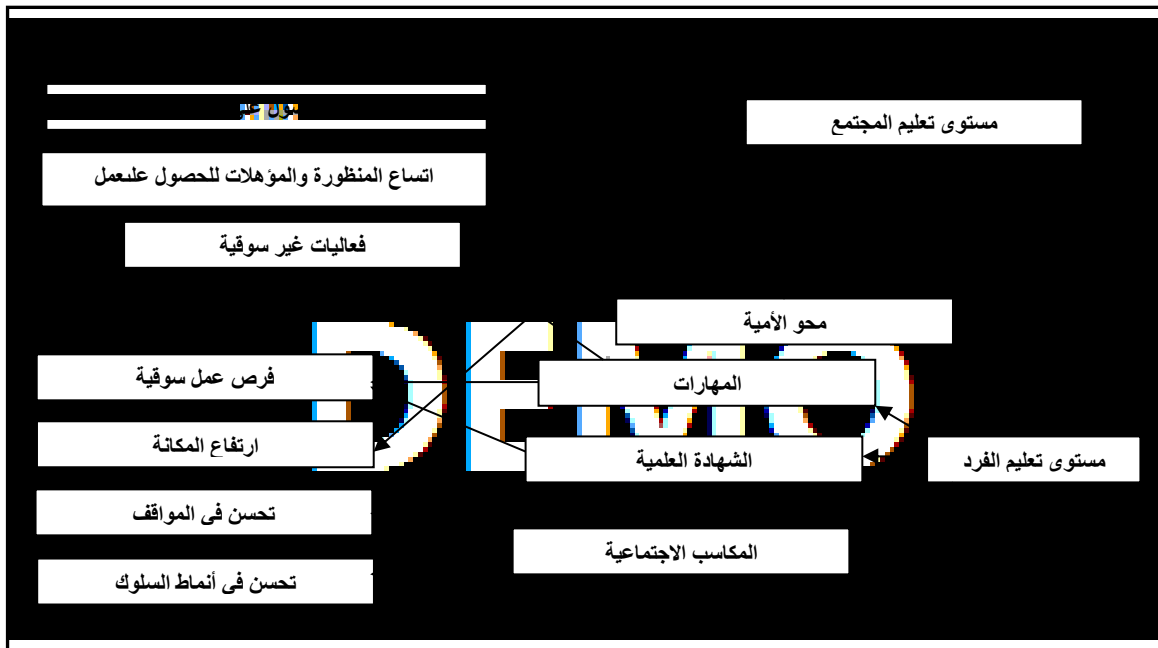 مستوى تعليم المجتمع
اتساع المنظورة والمؤهلات للحصول علىعمل
فعاليات غير سوقية
محو الأمية
فرص عمل سوقية
المهارات
ارتفاع المكانة
الشهادة العلمية
مستوى تعليم الفرد
تحسن فى المواقف
المكاسب الاجتماعية
تحسن فى أنماط السلوك
DEMO